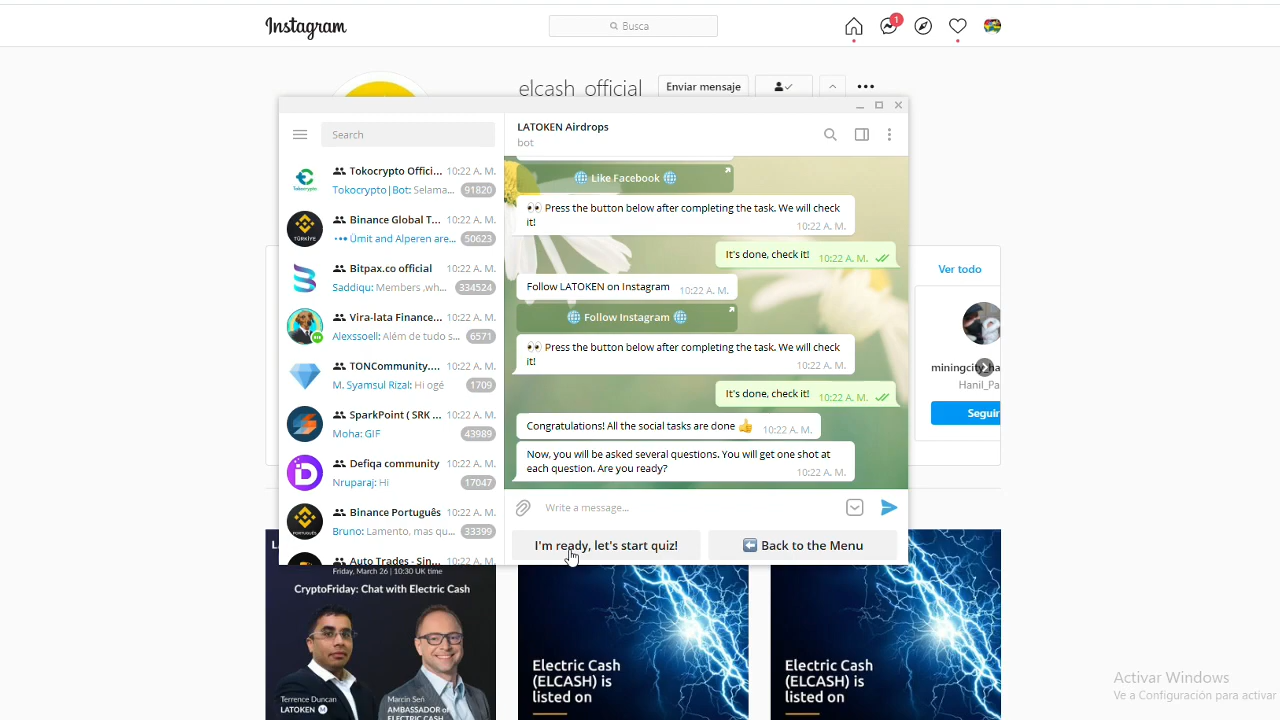 Instagram
Busca
1
elcash_official
Enviar mensaje
Search
Tokocrypto Offici... 10:22 A. M.
Tokocrypto|Bot: Selama... 91820
Binance Global T... 10:22 A. M.
TÜRKİYE
Ümit and Alperen are... 50623
Bitpax.co official 10:22 A. M.
Saddiqu: Members ,wh... 334524
Vira-lata Finance... 10:22 A. M.
Alexssoell: Além de tudo s... 6571
TONCommunity.... 10:22 A. M.
M. Syamsul Rizal: Hi ogé 1709
SparkPoint ( SRK ... 10:22 A. M.
Moha: GIF 43989
Defiqa community 10:22 A. M.
Nruparaj: Hi 17047
Binance Português 10:22 A. M.
PORTUGUÊS
Bruno: Lamento, mas qu... 33399
Auto Trades - Sin... 10:22 A. M.
LATOKEN Airdrops
bot
Like Facebook
Press the button below after completing the task. We will check
it!
10:22 A. M.
It's done, check it! 10:22 A. M.
Follow LATOKEN on Instagram 10:22 A. M.
Follow Instagram
Press the button below after completing the task. We will check
it!
10:22 A. M.
It's done, check it! 10:22 A. M.
Congratulations! All the social tasks are done 10:22 A. M.
Now, you will be asked several questions. You will get one shot at
each question. Are you ready?
10:22 A. M.
Write a message...
I'm ready, let's start quiz!
Back to the Menu
Ver todo
Hanil_Pa
Seguir
Friday, March 26 | 10:30 UK time
CryptoFriday: Chat with Electric Cash
Terrence Duncan
LATOKEN
Marcin Señ
AMBASSADOR of
ELECTRIC CASH
Electric Cash
(ELCASH) is
listed on
Electric Cash
(ELCASH) is
listed on
Activar Windows
Ve a Configuración para activar